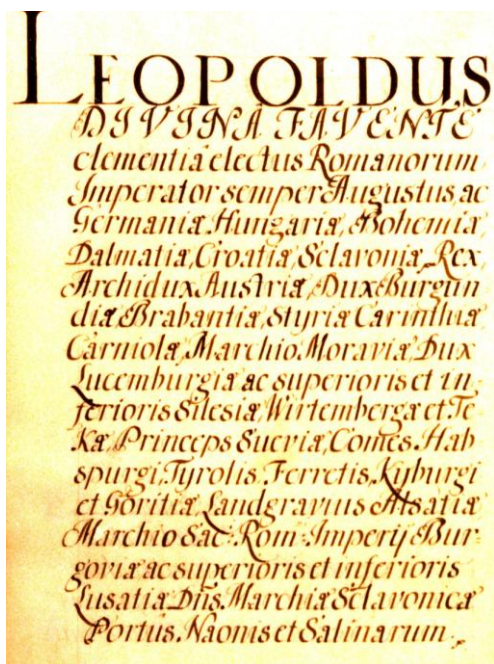 LEOPOLDUS
DIVINA FAVENTE
clementia electus Romanorum
Imperator semper Augustus, ac
Germaniæ, Hungariæ, Bohemiæ,
Dalmatiæ, Croatiæ, Sclavoniæ, Rex,
Archidux Austriæ, Dux Burgun
diæ Brabantiæ, Styriæ Carinthiæ
Carniolæ, Marchio Moraviæ, Dux
Lucemburgiæ ac superioris et in,
ferioris Silesiæ, Wirtembergæ et Te
kæ, Princeps Sueviæ, Comes. Hab
spurgi, Tyrolis. Ferretis, Kyburgi
et Goritiæ Landgravius Alsatiæ
Marchio Sac: Rom: Imperij Bur-
goviæ ac superioris et inferioris
Lusatiæ Dns. Marchiæ Sclavonicæ
Portus. Naonis et Salinarum.